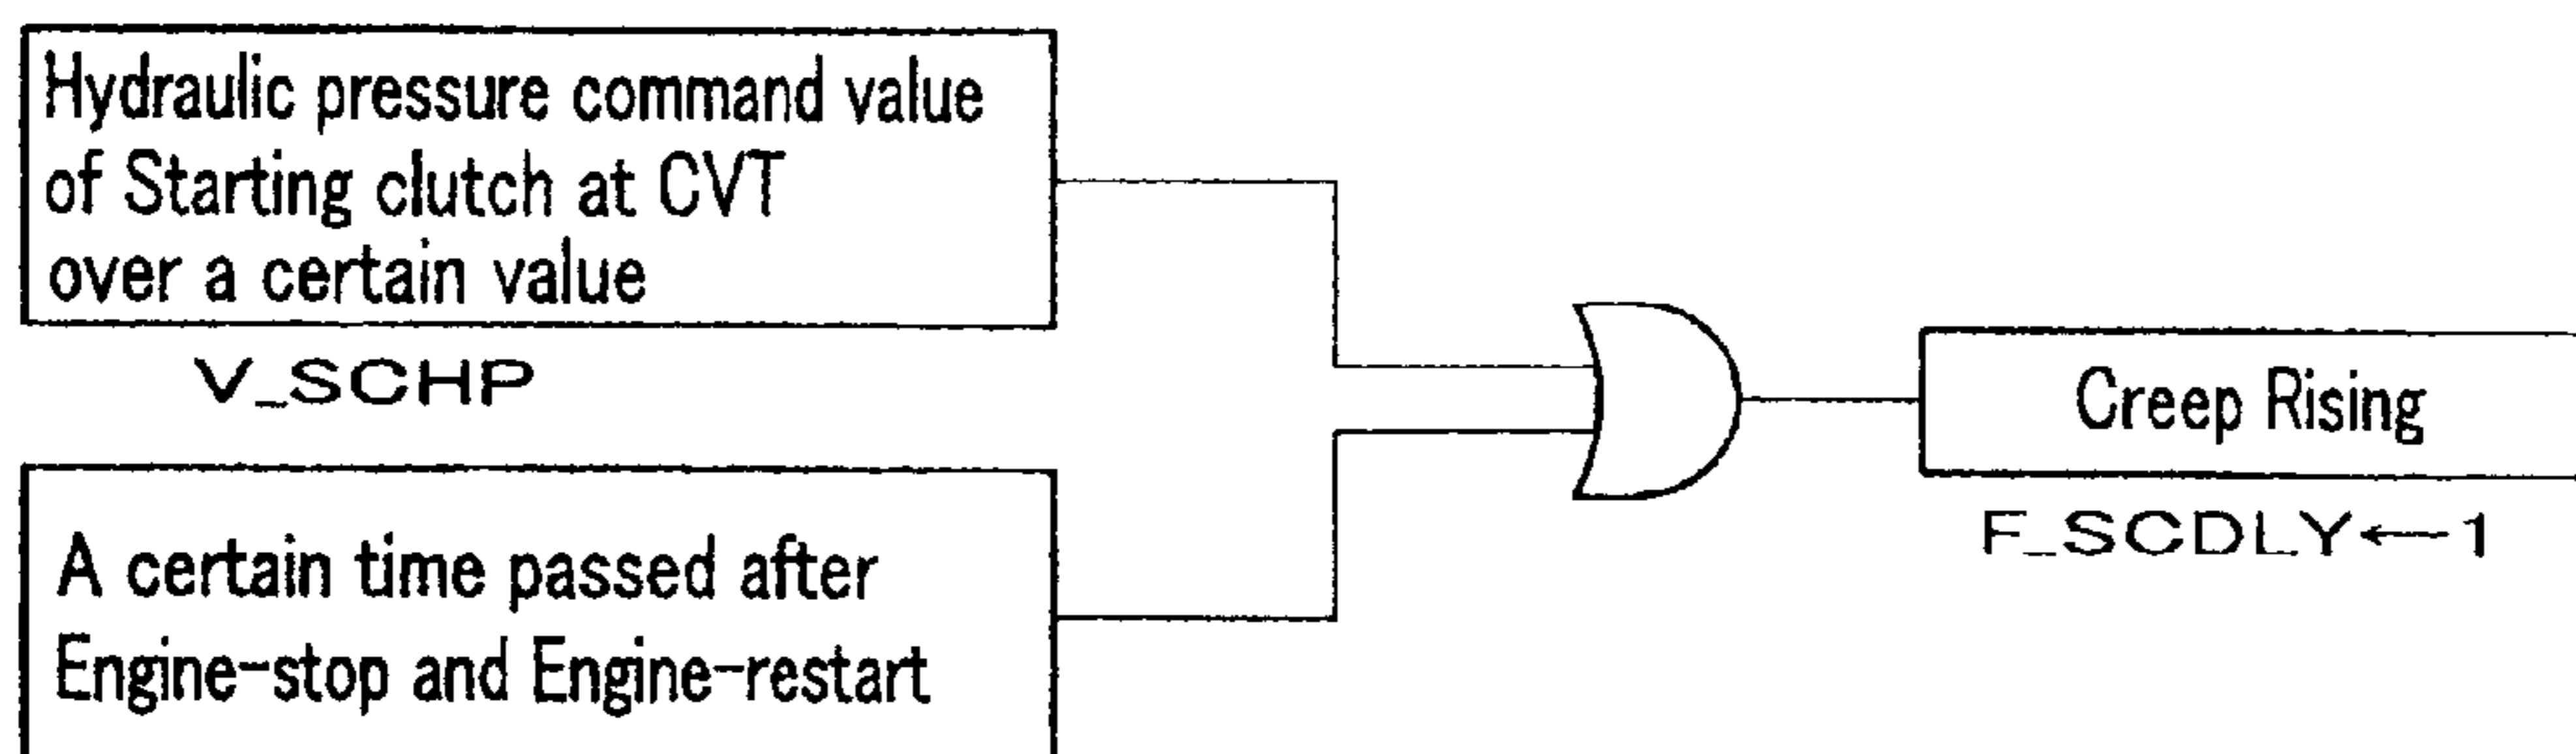 Hydraulic pressure command value
of Starting clutch at CVT
over a certain value
V_SCHP
A certain time passed after
Engine-stop and Engine-restart
Creep Rising
F_SCDLY←1